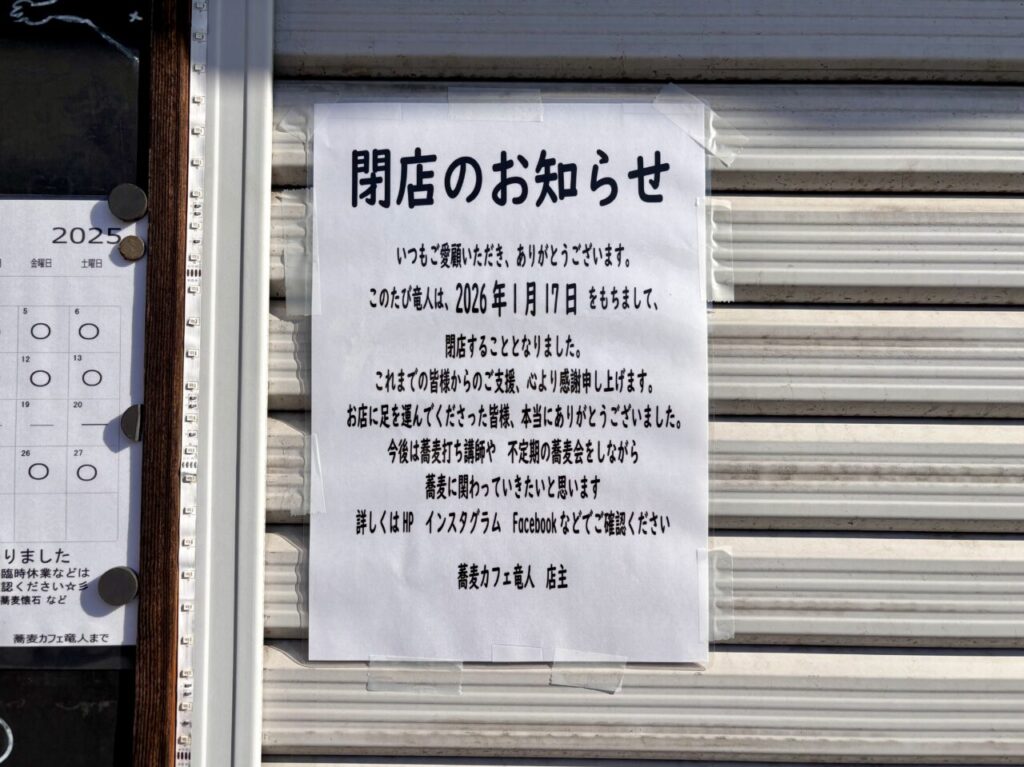 閉店のお知らせ
いつもご愛顧いただき、ありがとうございます。
このたび竜人は、2026年1月17日 をもちまして、
閉店することとなりました。
これまでの皆様からのご支援、心より感謝申し上げます。
お店に足を運んでくださった皆様、本当にありがとうございました。
今後は蕎麦打ち講師や 不定期の蕎麦会をしながら
蕎麦に関わっていきたいと思います
詳しくはHP インスタグラム Facebookなどでご確認ください
蕎麦カフェ竜人 店主
2025
金曜日 土曜日
5 6
12 13
19 20
26 27
りました
臨時休業などは
認ください☆彡
蕎麦懐石 など
蕎麦カフェ竜人まで